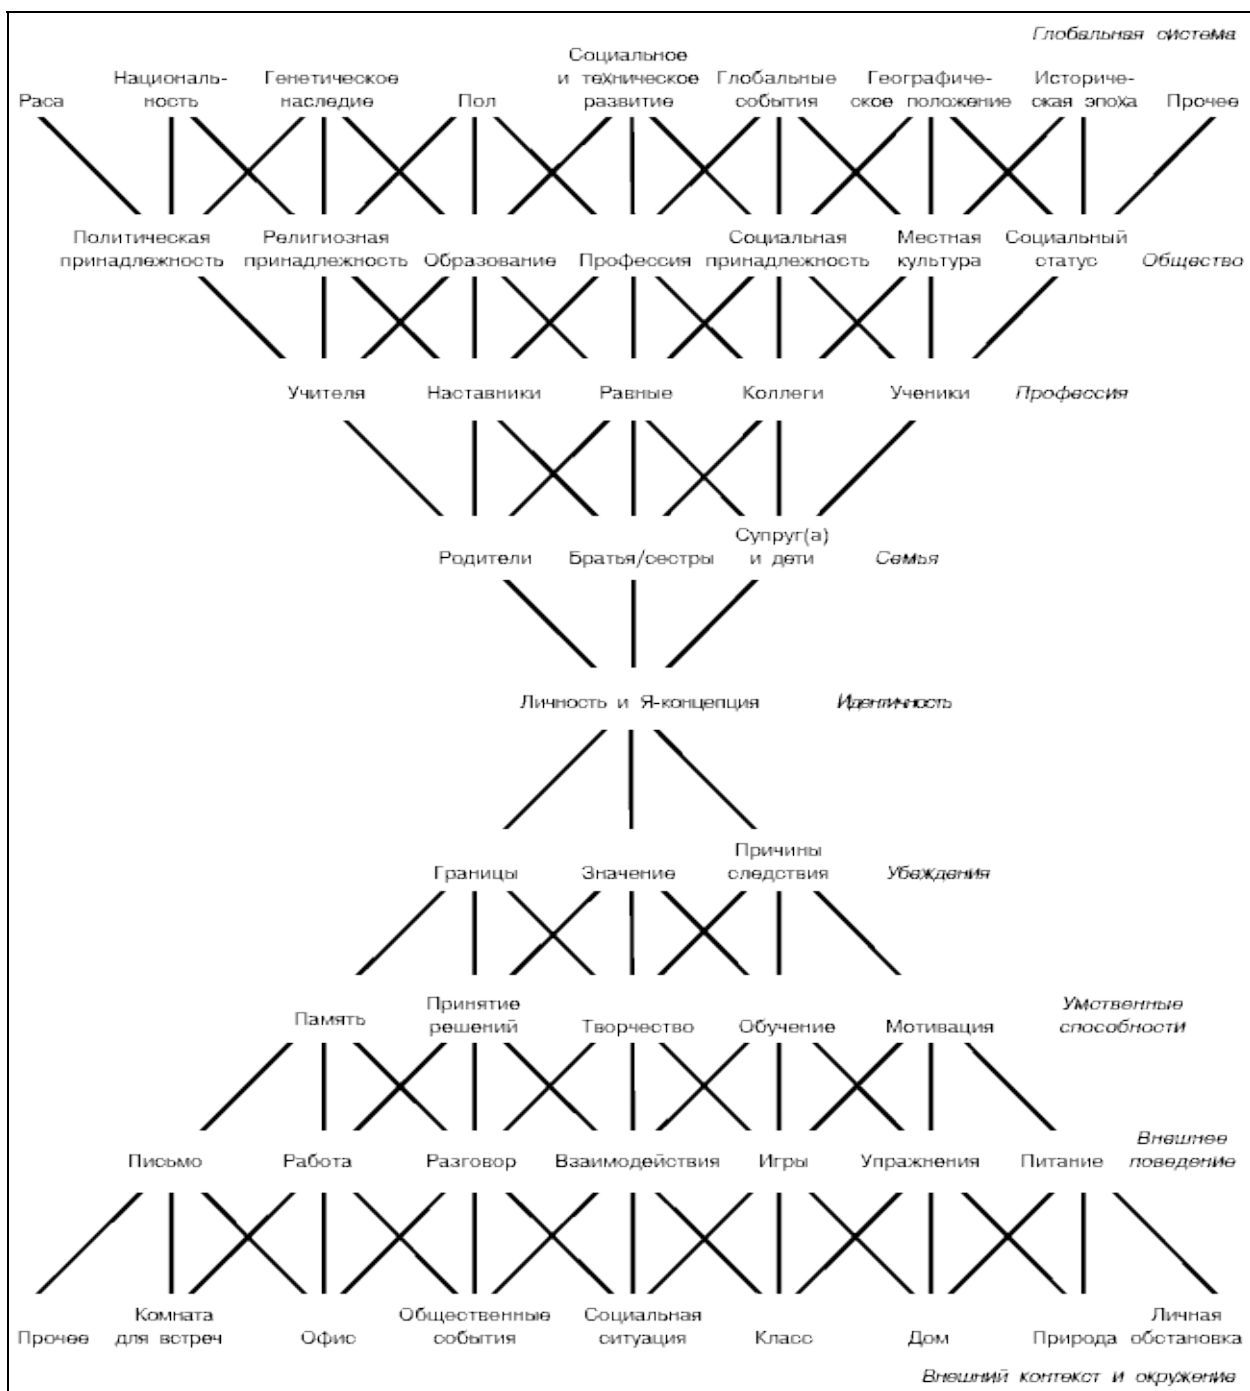 Глобальная система
Социальное
Националь- Генетическое и техническое Глобальные Географиче- Историче-
Раса ность наследие Пол развитие события ское положение ская эпоха Прочее
Политическая Религиозная Социальная Местная Социальный
принадлежность принадлежность Образование Профессия принадлежность культура статус Общество
Учителя Наставники Равные Коллеги Ученики Профессия
Супруг(а)
Родители Братья/сестры и дети Семья
Личность и Я-концепция Идентичность
Причины
Границы Значение следствия Убеждения
Принятие Умственные
Память решений Творчество Обучение Мотивация способности
Внешнее
Письмо Работа Разговор Взаимодействия Игры Упражнения Питание поведение
Комната Общественные Социальная Личная
Прочее для встреч Офис события ситуация Класс Дом Природа обстановка
Внешний контекст и окружение